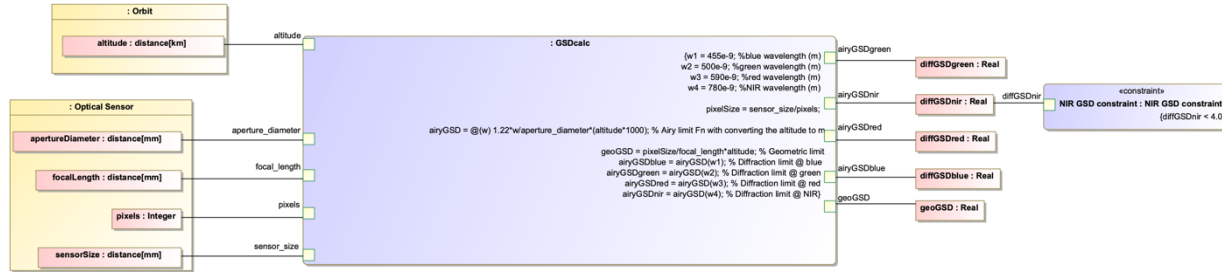 : Orbit
altitude : distance[km]
altitude
: Optical Sensor
apertureDiameter : distance[mm]
aperture_diameter
focalLength : distance[mm]
focal_length
pixels : Integer
pixels
sensorSize : distance[mm]
sensor_size
: GSDcalc
{w1 = 455e-9; %blue wavelength (m)
w2 = 500e-9; %green wavelength (m)
w3 = 590e-9; %red wavelength (m)
w4 = 780e-9; %NIR wavelength (m)
pixelSize = sensor_size/pixels;
airyGSD = @(w) 1.22*w/aperture_diameter*(altitude*1000); % Airy limit Fn with converting the altitude to m
geoGSD = pixelSize/focal_length*altitude; % Geometric limit
airyGSDblue = airyGSD(w1); % Diffraction limit @ blue
airyGSDgreen = airyGSD(w2); % Diffraction limit @ green
airyGSDred = airyGSD(w3); % Diffraction limit @ red
airyGSDnir = airyGSD(w4); % Diffraction limit @ NIR}
airyGSDgreen
diffGSDgreen : Real
airyGSDnir
diffGSDnir : Real
airyGSDred
diffGSDred : Real
airyGSDblue
diffGSDblue : Real
geoGSD
geoGSD : Real
diffGSDnir
«constraint»
NIR GSD constraint : NIR GSD constraint
{diffGSDnir < 4.0